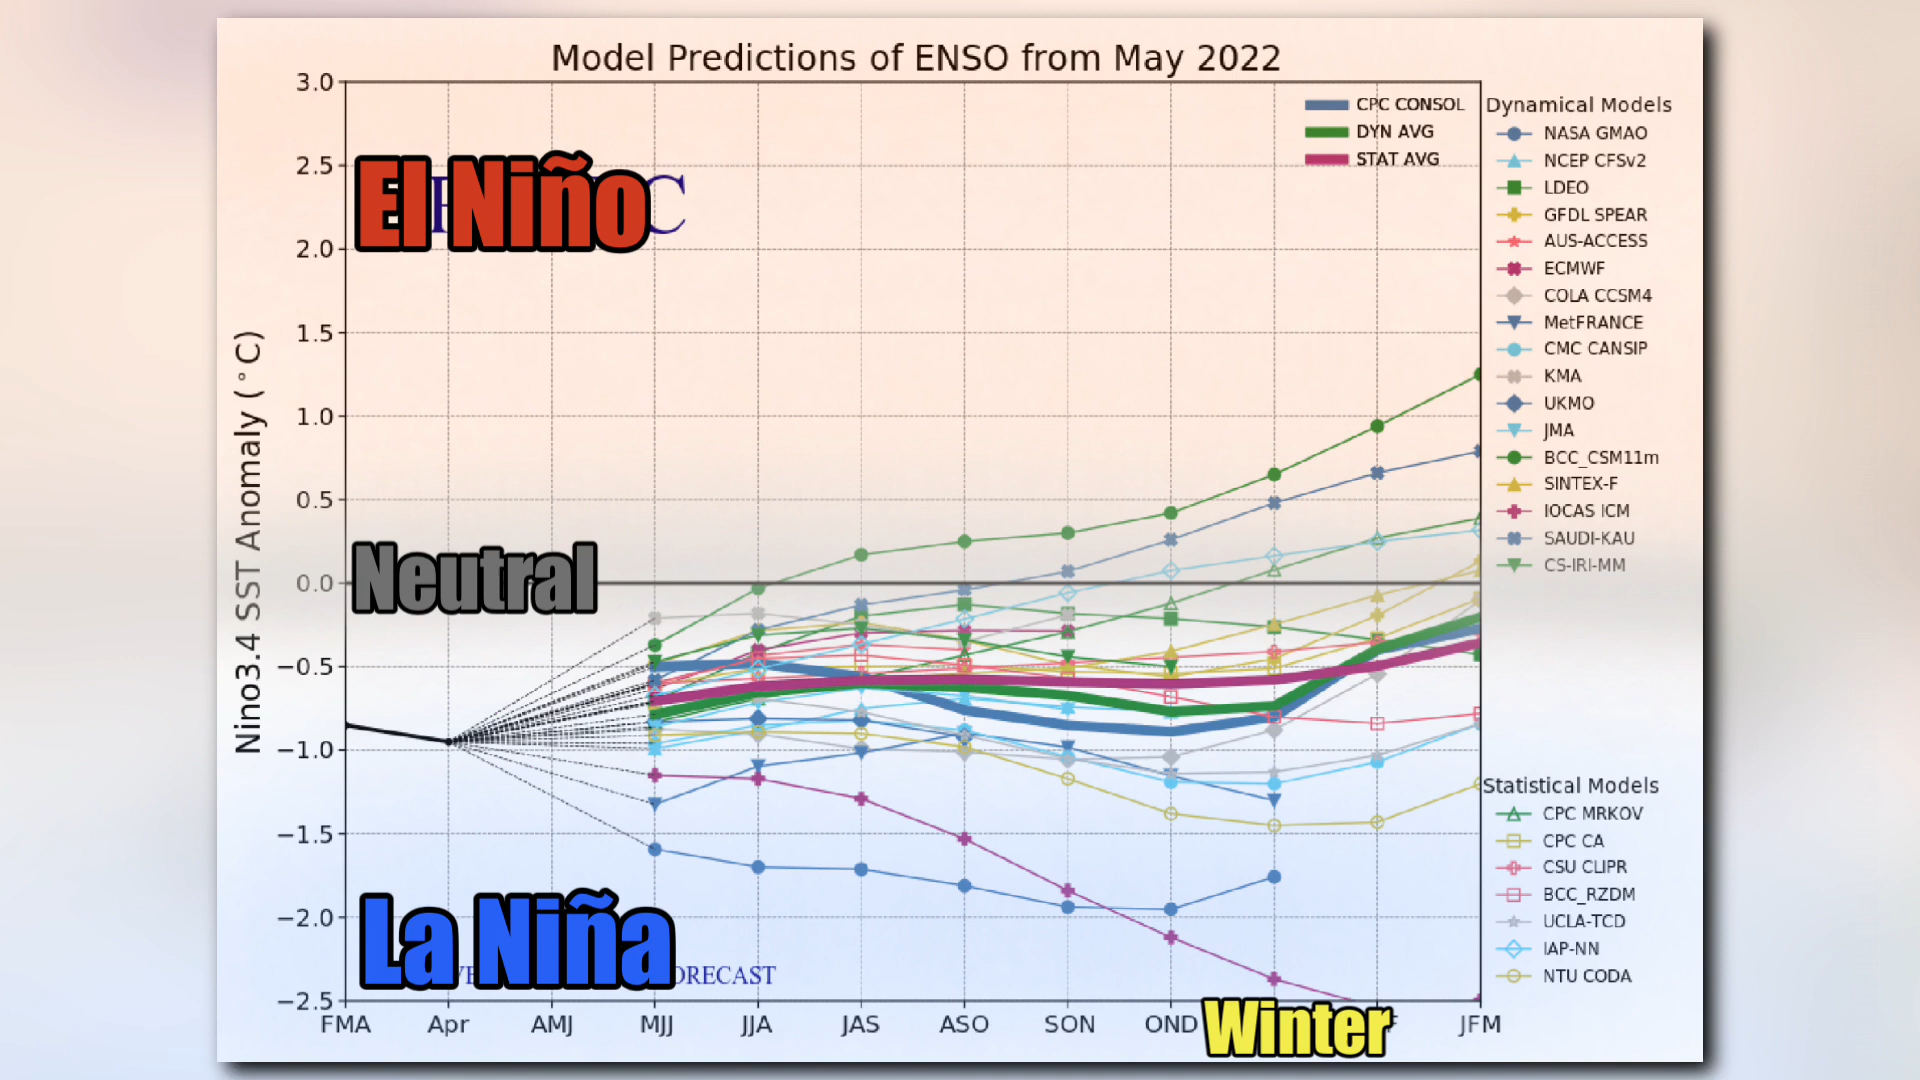 Model Predictions of ENSO from May 2022
3.0
2.5
2.0
1.5
1.0
0.5
0.0
−0.5
−1.0
−1.5
−2.0
−2.5
Nino3.4 SST Anomaly (°C)
El Niño
Neutral
La Niña
ORECAST
FMA Apr AMJ MJJ JJA JAS ASO SON OND Winter JFM
CPC CONSOL
DYN AVG
STAT AVG
Dynamical Models
NASA GMAO
NCEP CFSv2
LDEO
GFDL SPEAR
AUS-ACCESS
ECMWF
COLA CCSM4
MetFRANCE
CMC CANSIP
KMA
UKMO
JMA
BCC_CSM11m
SINTEX-F
IOCAS ICM
SAUDI-KAU
CS-IRI-MM
Statistical Models
CPC MRKOV
CPC CA
CSU CLIPR
BCC_RZDM
UCLA-TCD
IAP-NN
NTU CODA